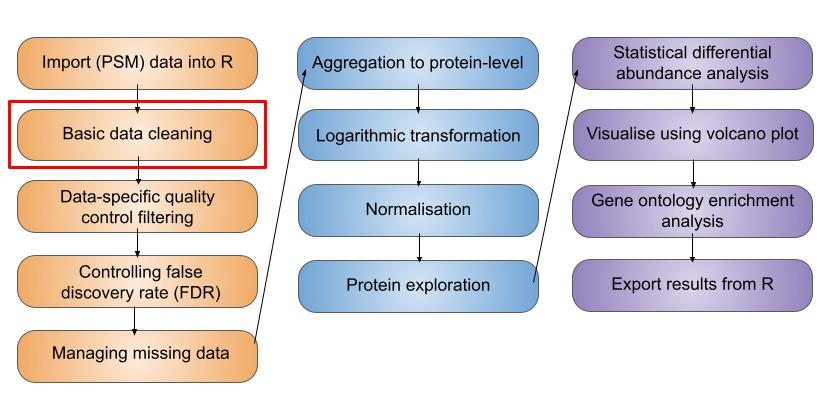 Import (PSM) data into R
Basic data cleaning
Data-specific quality
control filtering
Controlling false
discovery rate (FDR)
Managing missing data
Aggregation to protein-level
Logarithmic transformation
Normalisation
Protein exploration
Statistical differential
abundance analysis
Visualise using volcano plot
Gene ontology enrichment
analysis
Export results from R